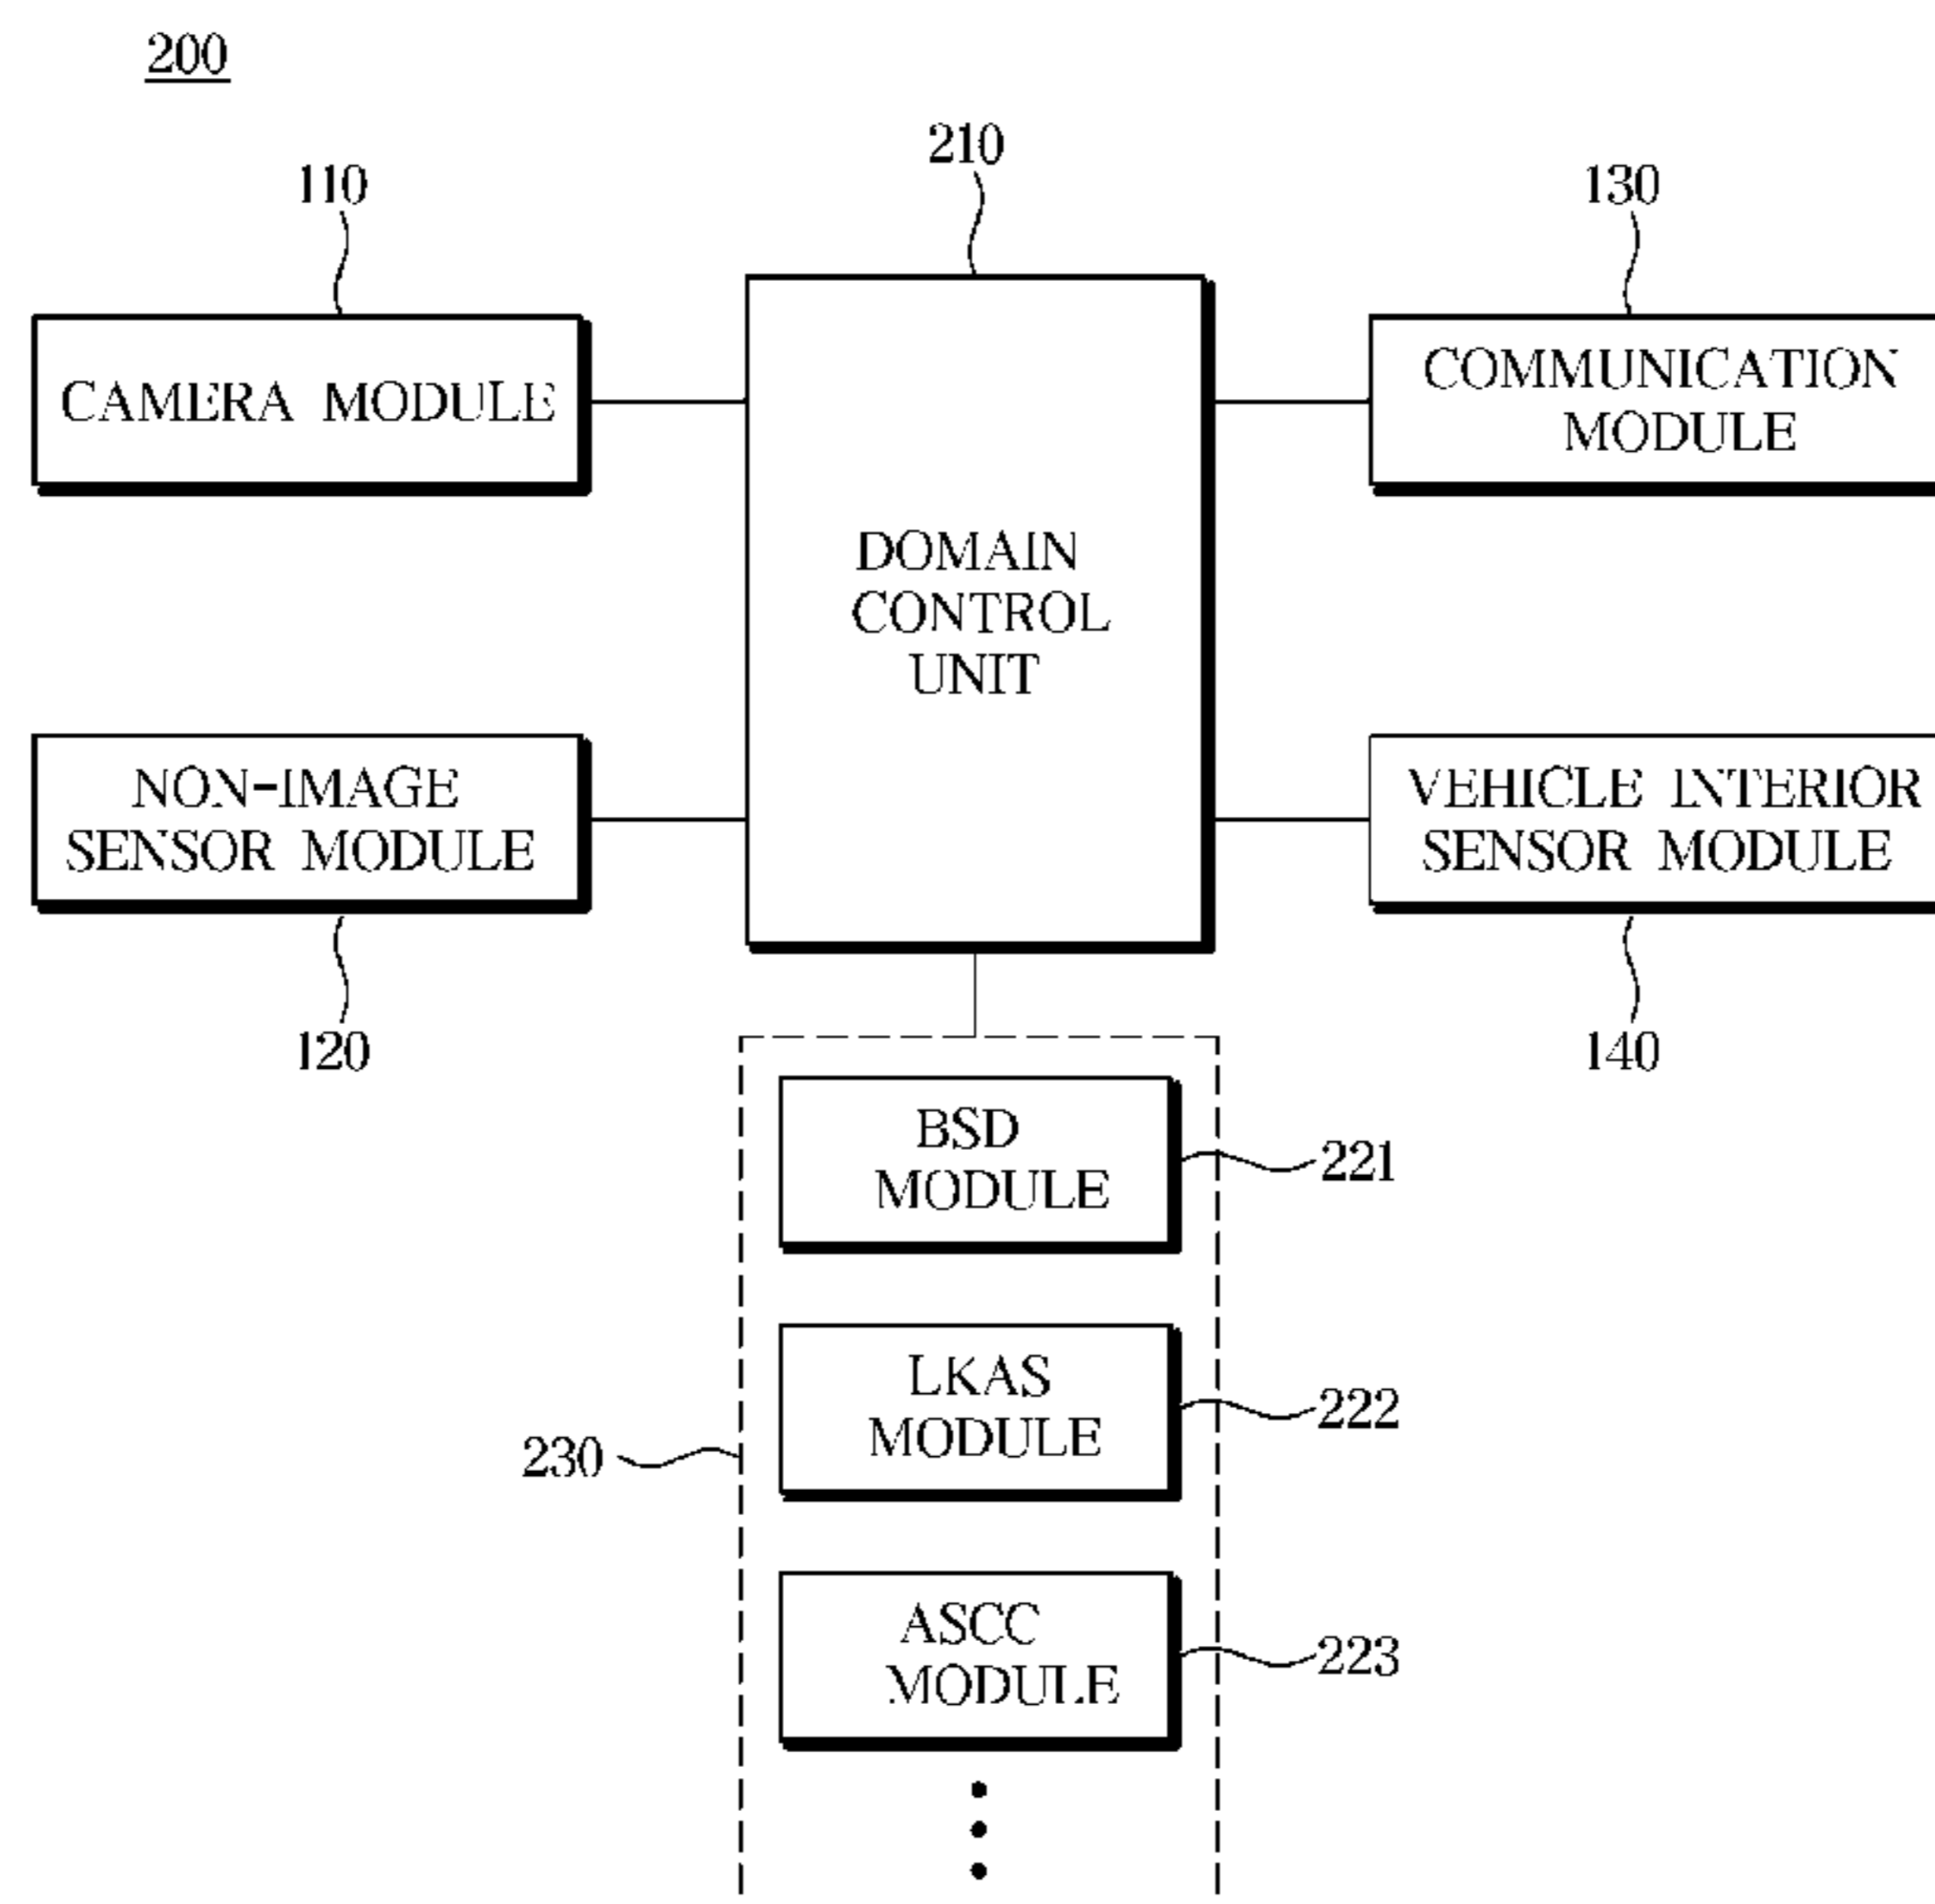 200
210
110
130
CAMERA MODULE
COMMUNICATION
MODULE
DOMAIN
CONTROL
UNIT
NON-IMAGE
SENSOR MODULE
VEHICLE INTERIOR
SENSOR MODULE
120
140
BSD
MODULE
221
LKAS
MODULE
222
230
ASCC
MODULE
223